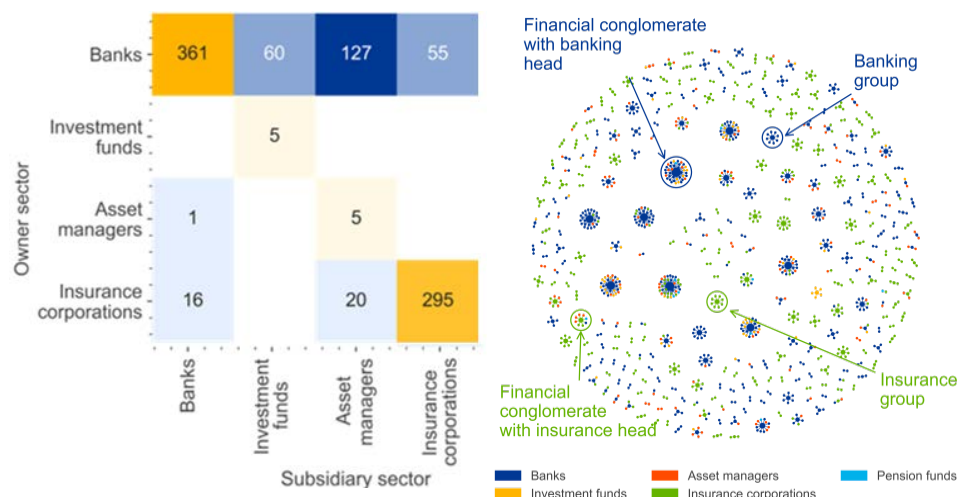 Owner sector
Banks
361
60
127
55
Investment
funds
5
Asset
managers
1
5
Insurance
corporations
16
20
295
Banks
Investment
funds
Asset
managers
Insurance
corporations
Subsidiary sector
Financial conglomerate
with banking
head
Banking
group
Financial
conglomerate
with insurance head
Insurance
group
Banks
Asset managers
Pension funds
Investment funds
Insurance corporations